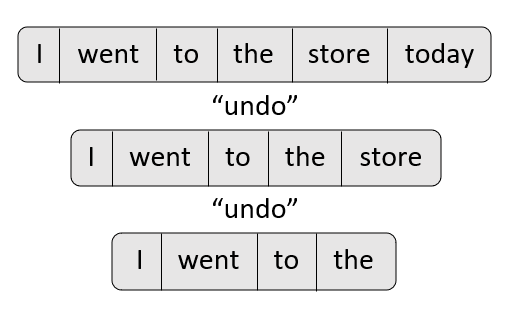 I went to the store today
“undo”
I went to the store
“undo”
I went to the